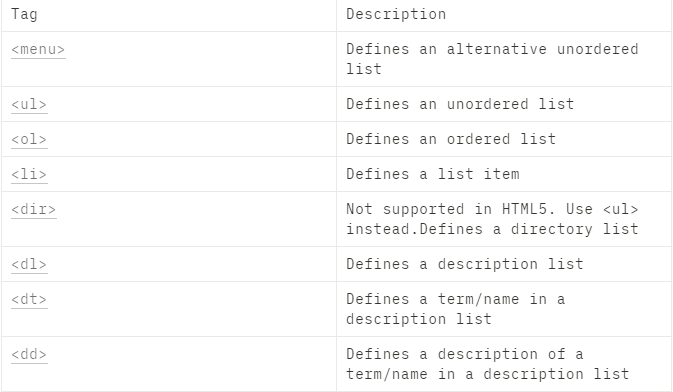 Tag Description
<menu> Defines an alternative unordered
list
<ul> Defines an unordered list
<ol> Defines an ordered list
<li> Defines a list item
<dir> Not supported in HTML5. Use <ul>
instead.Defines a directory list
<dl> Defines a description list
<dt> Defines a term/name in a
description list
<dd> Defines a description of a
term/name in a description list